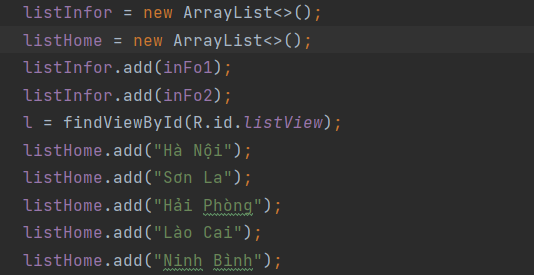 listInfor = new ArrayList<>();
listHome = new ArrayList<>();
listInfor.add(inFo1);
listInfor.add(inFo2);
l = findViewById(R.id.listView);
listHome.add("Hà Nội");
listHome.add("Sơn La");
listHome.add("Hải Phòng");
listHome.add("Lào Cai");
listHome.add("Ninh Bình");